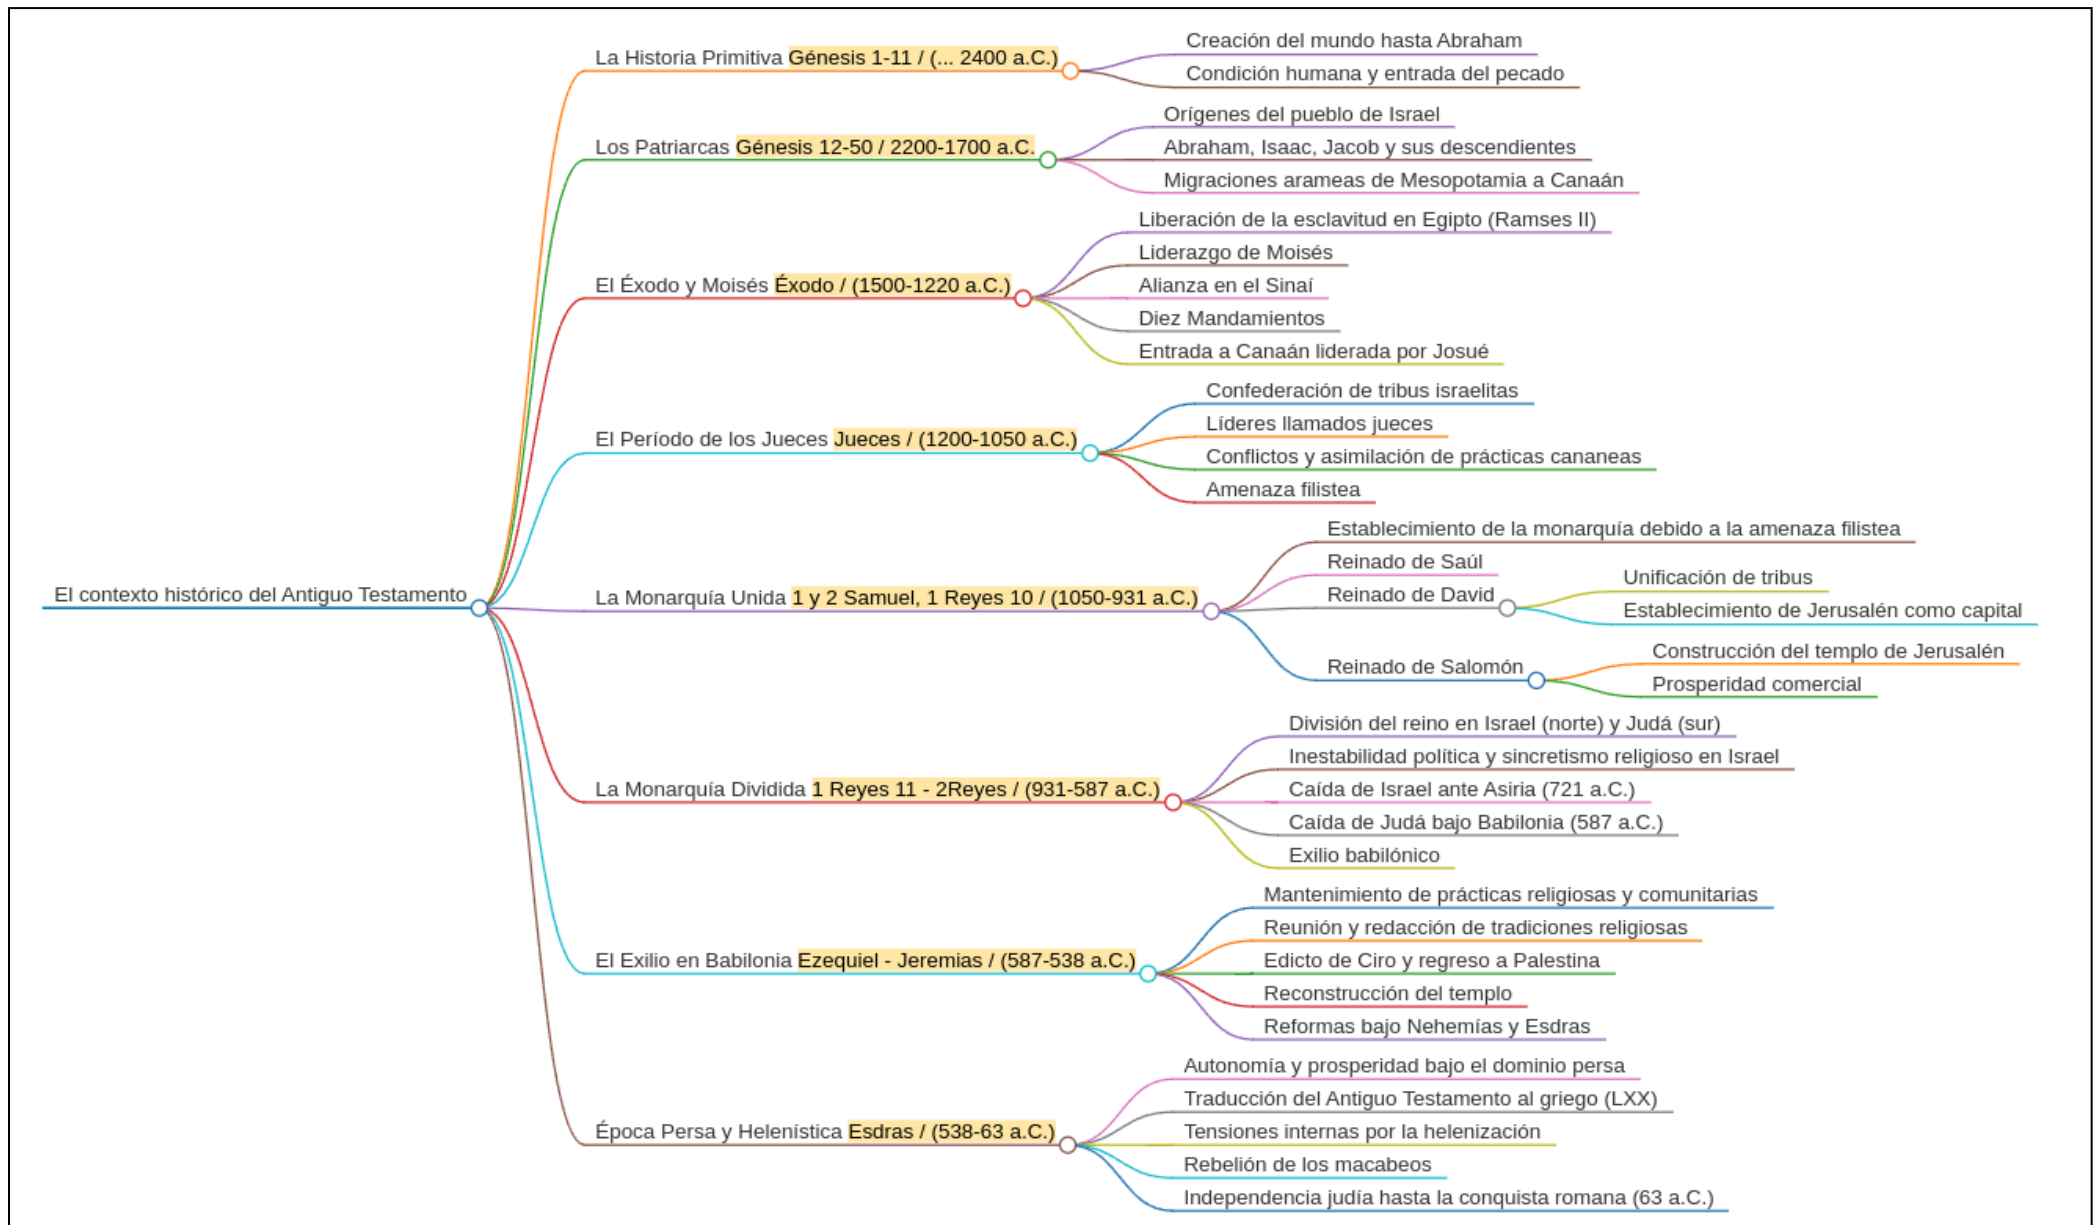 El contexto histórico del Antiguo Testamento
La Historia Primitiva Génesis 1-11 / (... 2400 a.C.)
Creación del mundo hasta Abraham
Condición humana y entrada del pecado
Los Patriarcas Génesis 12-50 / 2200-1700 a.C.
Orígenes del pueblo de Israel
Abraham, Isaac, Jacob y sus descendientes
Migraciones arameas de Mesopotamia a Canaán
El Éxodo y Moisés Éxodo / (1500-1220 a.C.)
Liberación de la esclavitud en Egipto (Ramses II)
Liderazgo de Moisés
Alianza en el Sinaí
Diez Mandamientos
Entrada a Canaán liderada por Josué
El Período de los Jueces Jueces / (1200-1050 a.C.)
Confederación de tribus israelitas
Líderes llamados jueces
Conflictos y asimilación de prácticas cananeas
Amenaza filistea
La Monarquía Unida 1 y 2 Samuel, 1 Reyes 10 / (1050-931 a.C.)
Establecimiento de la monarquía debido a la amenaza filistea
Reinado de Saúl
Reinado de David
Unificación de tribus
Establecimiento de Jerusalén como capital
Reinado de Salomón
Construcción del templo de Jerusalén
Prosperidad comercial
La Monarquía Dividida 1 Reyes 11 - 2Reyes / (931-587 a.C.)
División del reino en Israel (norte) y Judá (sur)
Inestabilidad política y sincretismo religioso en Israel
Caída de Israel ante Asiria (721 a.C.)
Caída de Judá bajo Babilonia (587 a.C.)
Exilio babilónico
El Exilio en Babilonia Ezequiel - Jeremias / (587-538 a.C.)
Mantenimiento de prácticas religiosas y comunitarias
Reunión y redacción de tradiciones religiosas
Edicto de Ciro y regreso a Palestina
Reconstrucción del templo
Reformas bajo Nehemías y Esdras
Época Persa y Helenística Esdras / (538-63 a.C.)
Autonomía y prosperidad bajo el dominio persa
Traducción del Antiguo Testamento al griego (LXX)
Tensiones internas por la helenización
Rebelión de los macabeos
Independencia judía hasta la conquista romana (63 a.C.)